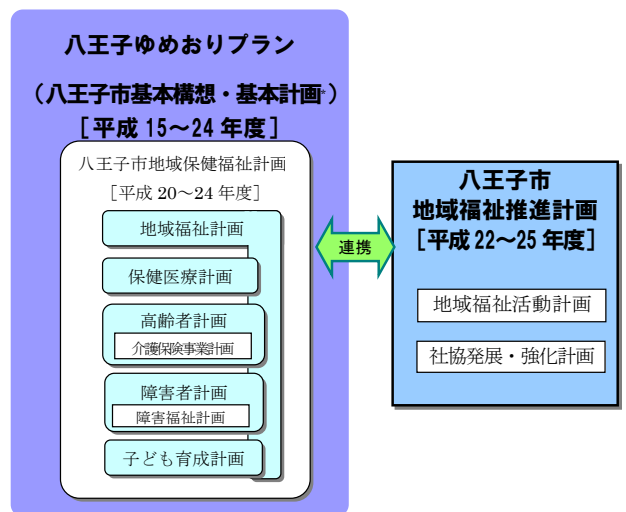 八王子ゆめおりプラン
（八王子市基本構想・基本計画*）
［平成 15～24 年度］
八王子市地域保健福祉計画
［平成 20～24 年度］
地域福祉計画
保健医療計画
高齢者計画
介護保険事業計画
障害者計画
障害福祉計画
子ども育成計画
連携
八王子市
地域福祉推進計画
［平成 22～25 年度］
地域福祉活動計画
社協発展・強化計画